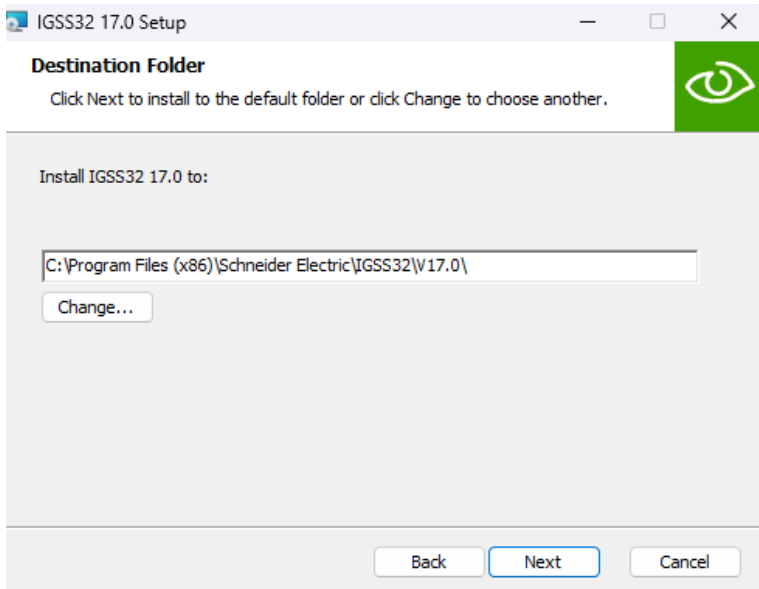 IGSS32 17.0 Setup
Destination Folder
Click Next to install to the default folder or click Change to choose another.
Install IGSS32 17.0 to:
C:\Program Files (x86)\Schneider Electric\IGSS32\V17.0\
Change...
Back Next Cancel